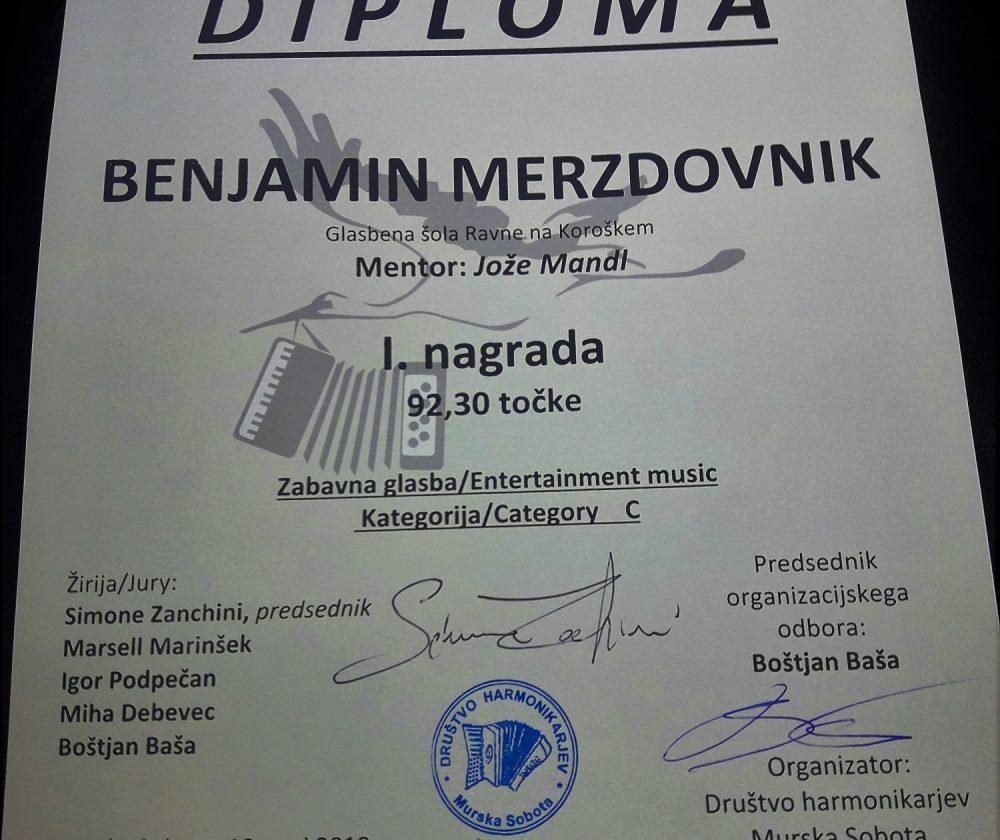 DIPLOMA
BENJAMIN MERZDOVNIK
Glasbena šola Ravne na Koroškem
Mentor: Jože Mandl
I. nagrada
92,30 točke
Zabavna glasba/Entertainment music
Kategorija/Category C
Žirija/Jury:
Simone Zanchini, predsednik
Marsell Marinšek
Igor Podpečan
Miha Debevec
Boštjan Baša
Predsednik
organizacijskega
odbora:
Boštjan Baša
DRUŠTVO HARMONIKARJEV
Murska Sobota
Organizator:
Društvo harmonikarjev
Murska Sobota